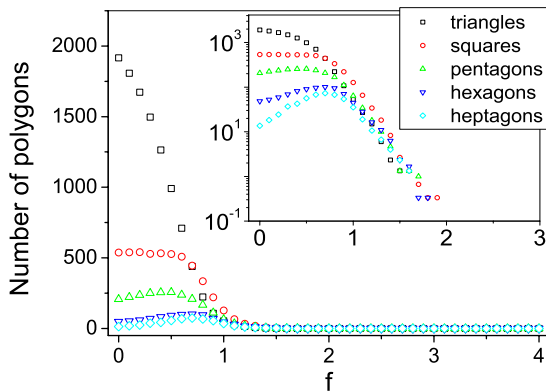 triangles
squares
pentagons
hexagons
heptagons
Number of polygons
2000
1500
1000
500
0
0 1 2 3 4
f
10^3
10^1
10^-1
0 1 2 3